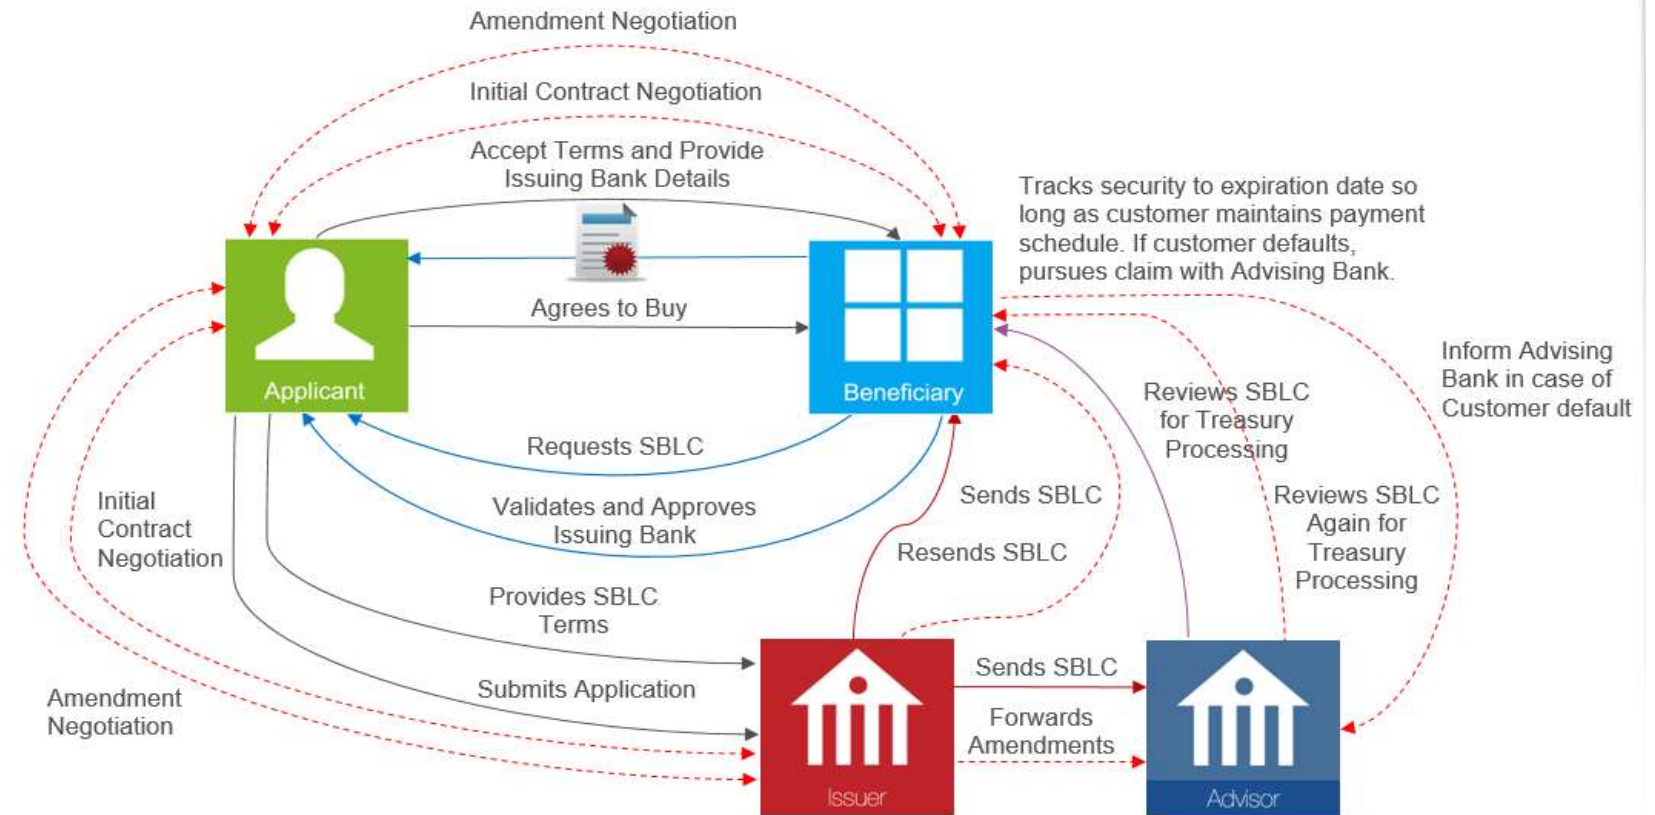 Amendment Negotiation
Initial Contract Negotiation
Accept Terms and Provide
Issuing Bank Details
Tracks security to expiration date so
long as customer maintains payment
schedule. If customer defaults,
pursues claim with Advising Bank.
Agrees to Buy
Applicant
Beneficiary
Inform Advising
Bank in case of
Customer default
Reviews SBLC
for Treasury
Processing
Requests SBLC
Validates and Approves
Issuing Bank
Initial
Contract
Negotiation
Sends SBLC
Resends SBLC
Reviews SBLC
Again for
Treasury
Processing
Provides SBLC
Terms
Submits Application
Amendment
Negotiation
Sends SBLC
Forwards
Amendments
Issuer
Advisor